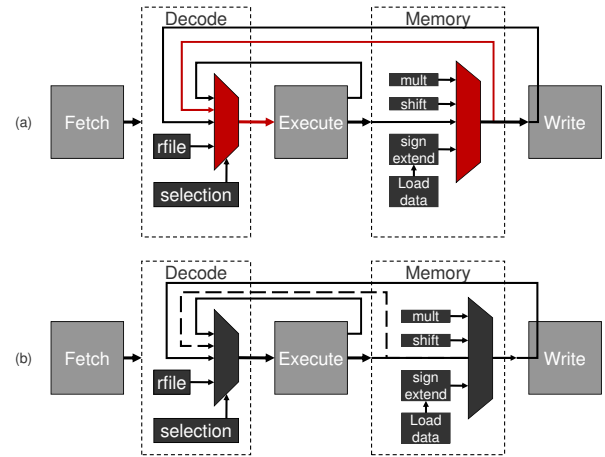 Decode
Memory
(a)
Fetch
rfile
selection
Execute
mult
shift
sign
extend
Load
data
Write
Decode
Memory
(b)
Fetch
rfile
selection
Execute
mult
shift
sign
extend
Load
data
Write